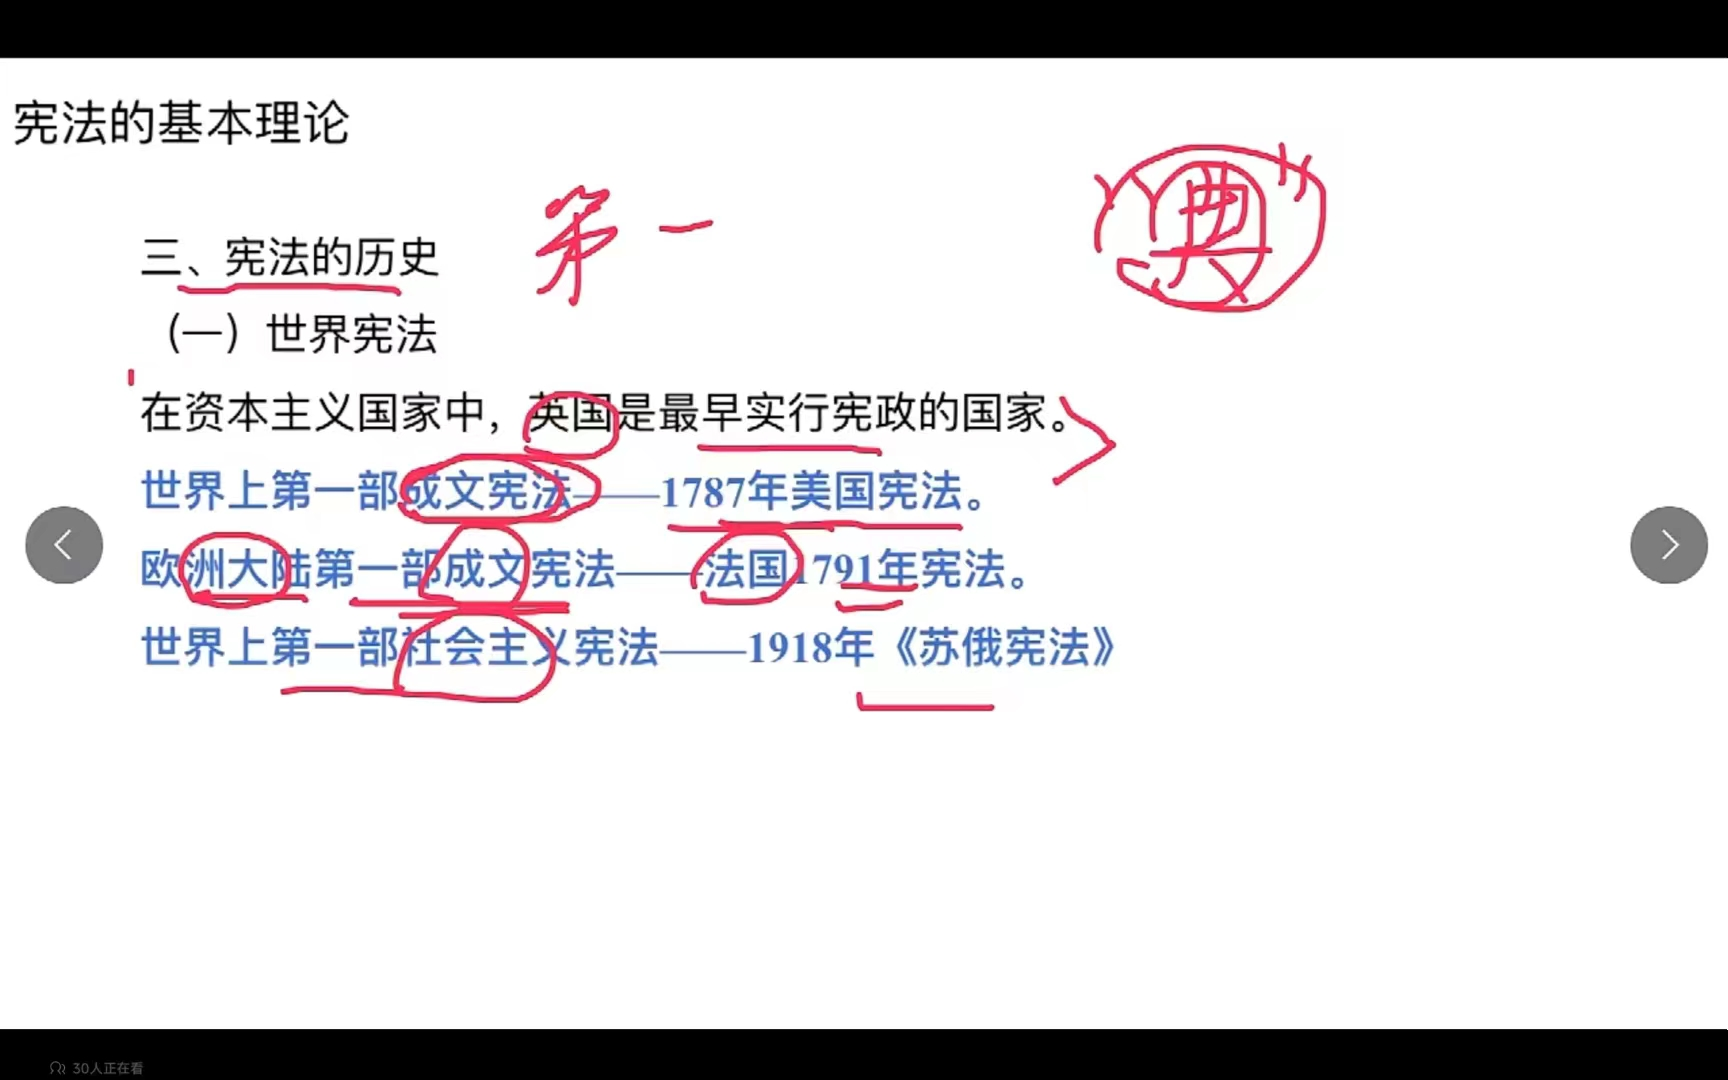 宪法的基本理论
三、宪法的历史
第一
典
（一）世界宪法
在资本主义国家中，英国是最早实行宪政的国家。
世界上第一部成文宪法——1787年美国宪法。
欧洲大陆第一部成文宪法——法国1791年宪法。
世界上第一部社会主义宪法——1918年《苏俄宪法》
30人正在看